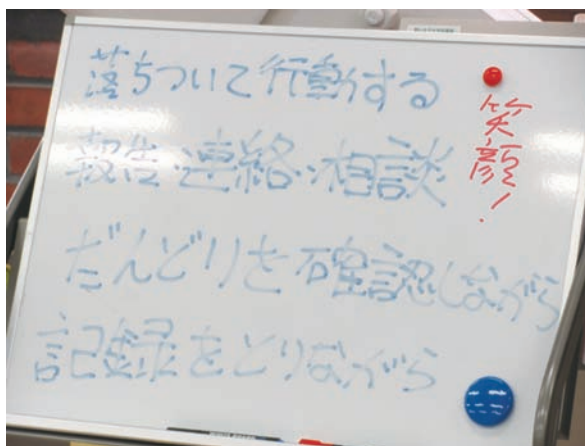 落ちついて行動する
報告・連絡・相談
だんどりを確認しながら
記録をとりながら
笑顔!